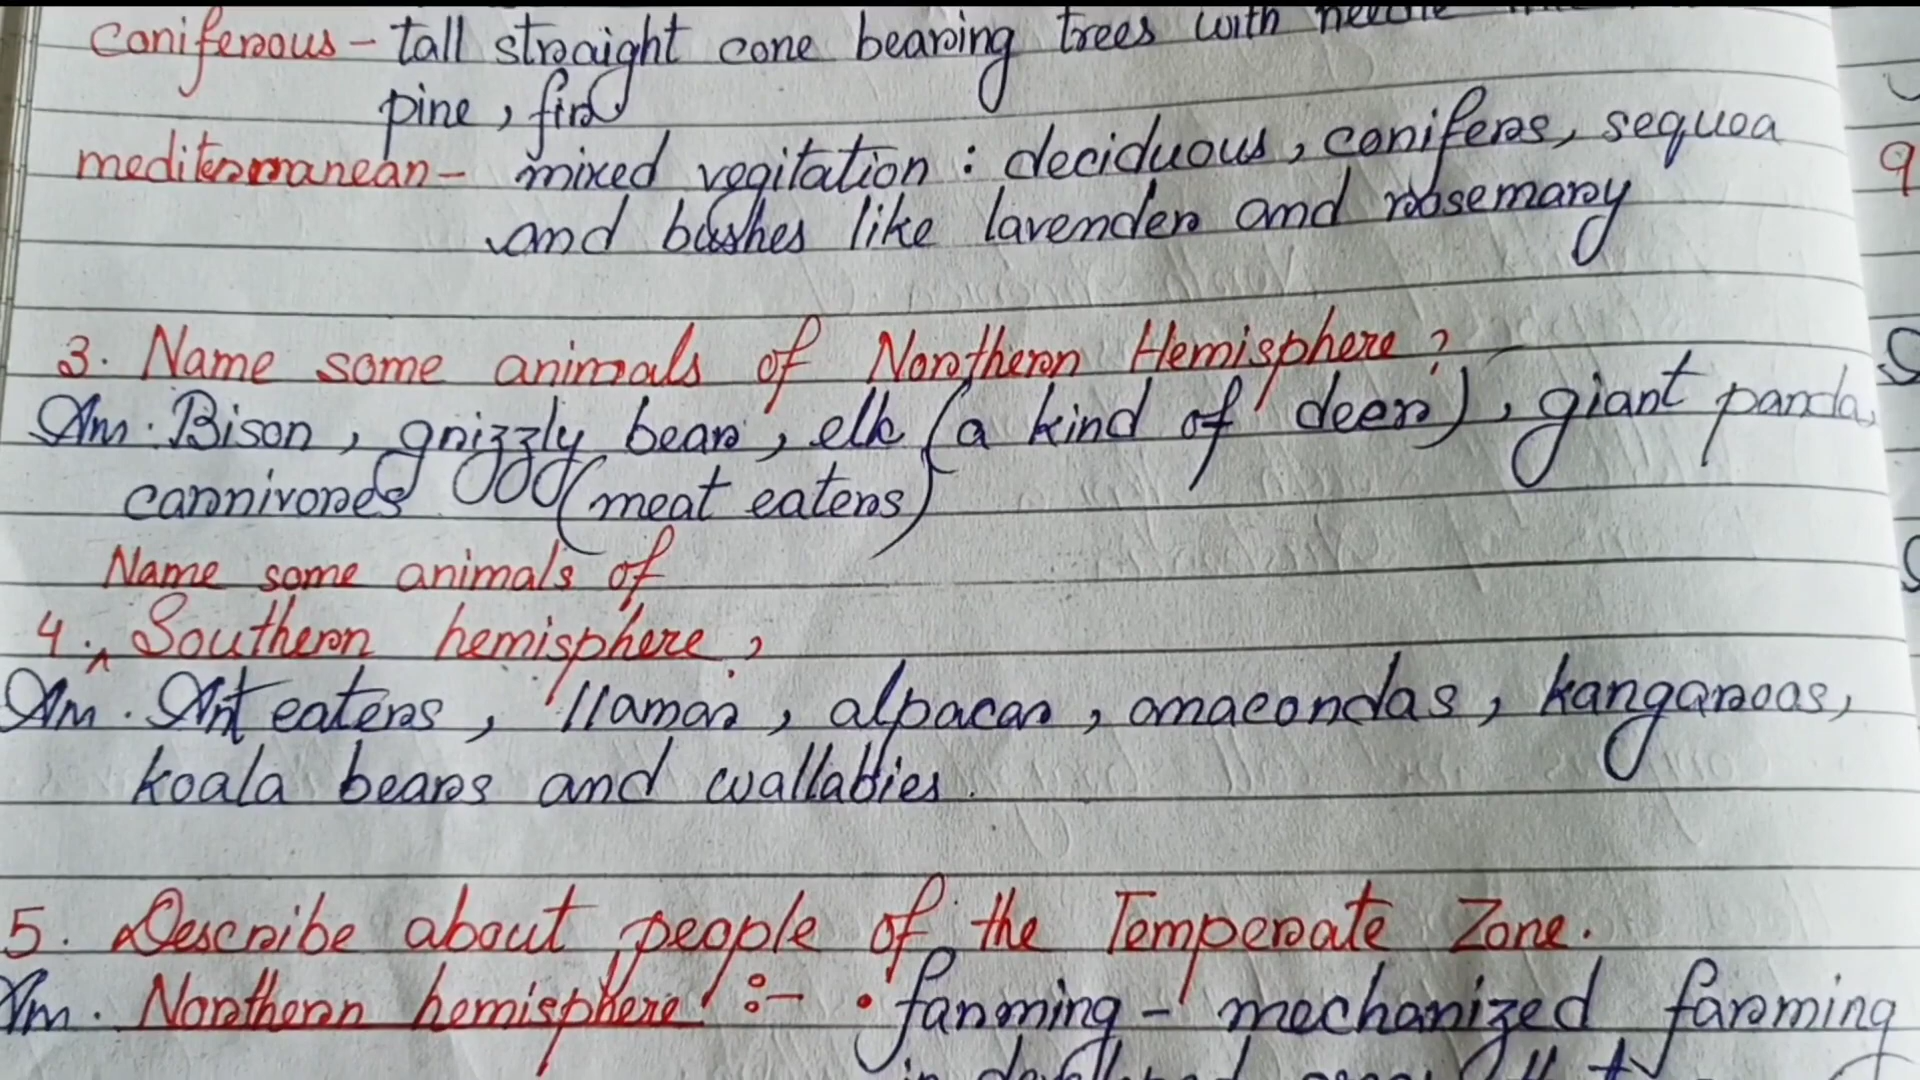 coniferous - tall straight cone bearing trees with needle
pine, fir
mediterranean - mixed vegitation : deciduous, conifers, sequoa
and bushes like lavender and rosemary
3. Name some animals of Northern Hemisphere?
Ans. Bison, grizzly bear, elk (a kind of deer), giant panda,
carnivores (meat eaters)
Name some animals of
4. ^ Southern hemisphere?
Ans. Ant eaters, llamas, alpacas, anacondas, kangaroos,
koala bears and wallabies.
5. Describe about people of the Temperate Zone.
Ans. Northern hemisphere :- • farming - mechanized farming